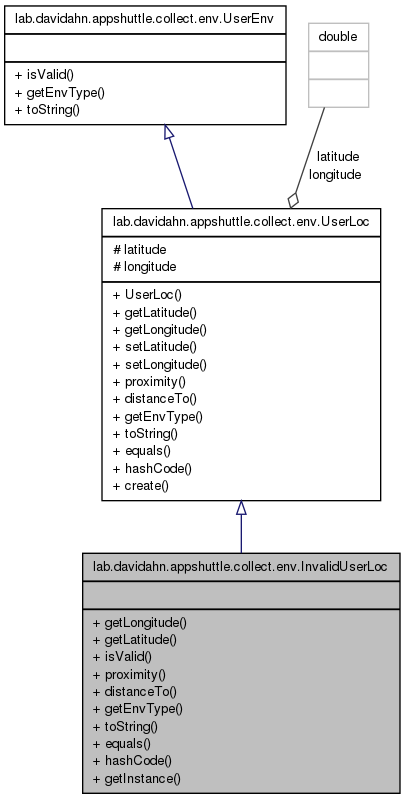 lab.davidahn.appshuttle.collect.env.UserEnv
+ isValid()
+ getEnvType()
+ toString()
double
latitude
longitude
lab.davidahn.appshuttle.collect.env.UserLoc
# latitude
# longitude
+ UserLoc()
+ getLatitude()
+ getLongitude()
+ setLatitude()
+ setLongitude()
+ proximity()
+ distanceTo()
+ getEnvType()
+ toString()
+ equals()
+ hashCode()
+ create()
lab.davidahn.appshuttle.collect.env.InvalidUserLoc
+ getLongitude()
+ getLatitude()
+ isValid()
+ proximity()
+ distanceTo()
+ getEnvType()
+ toString()
+ equals()
+ hashCode()
+ getInstance()